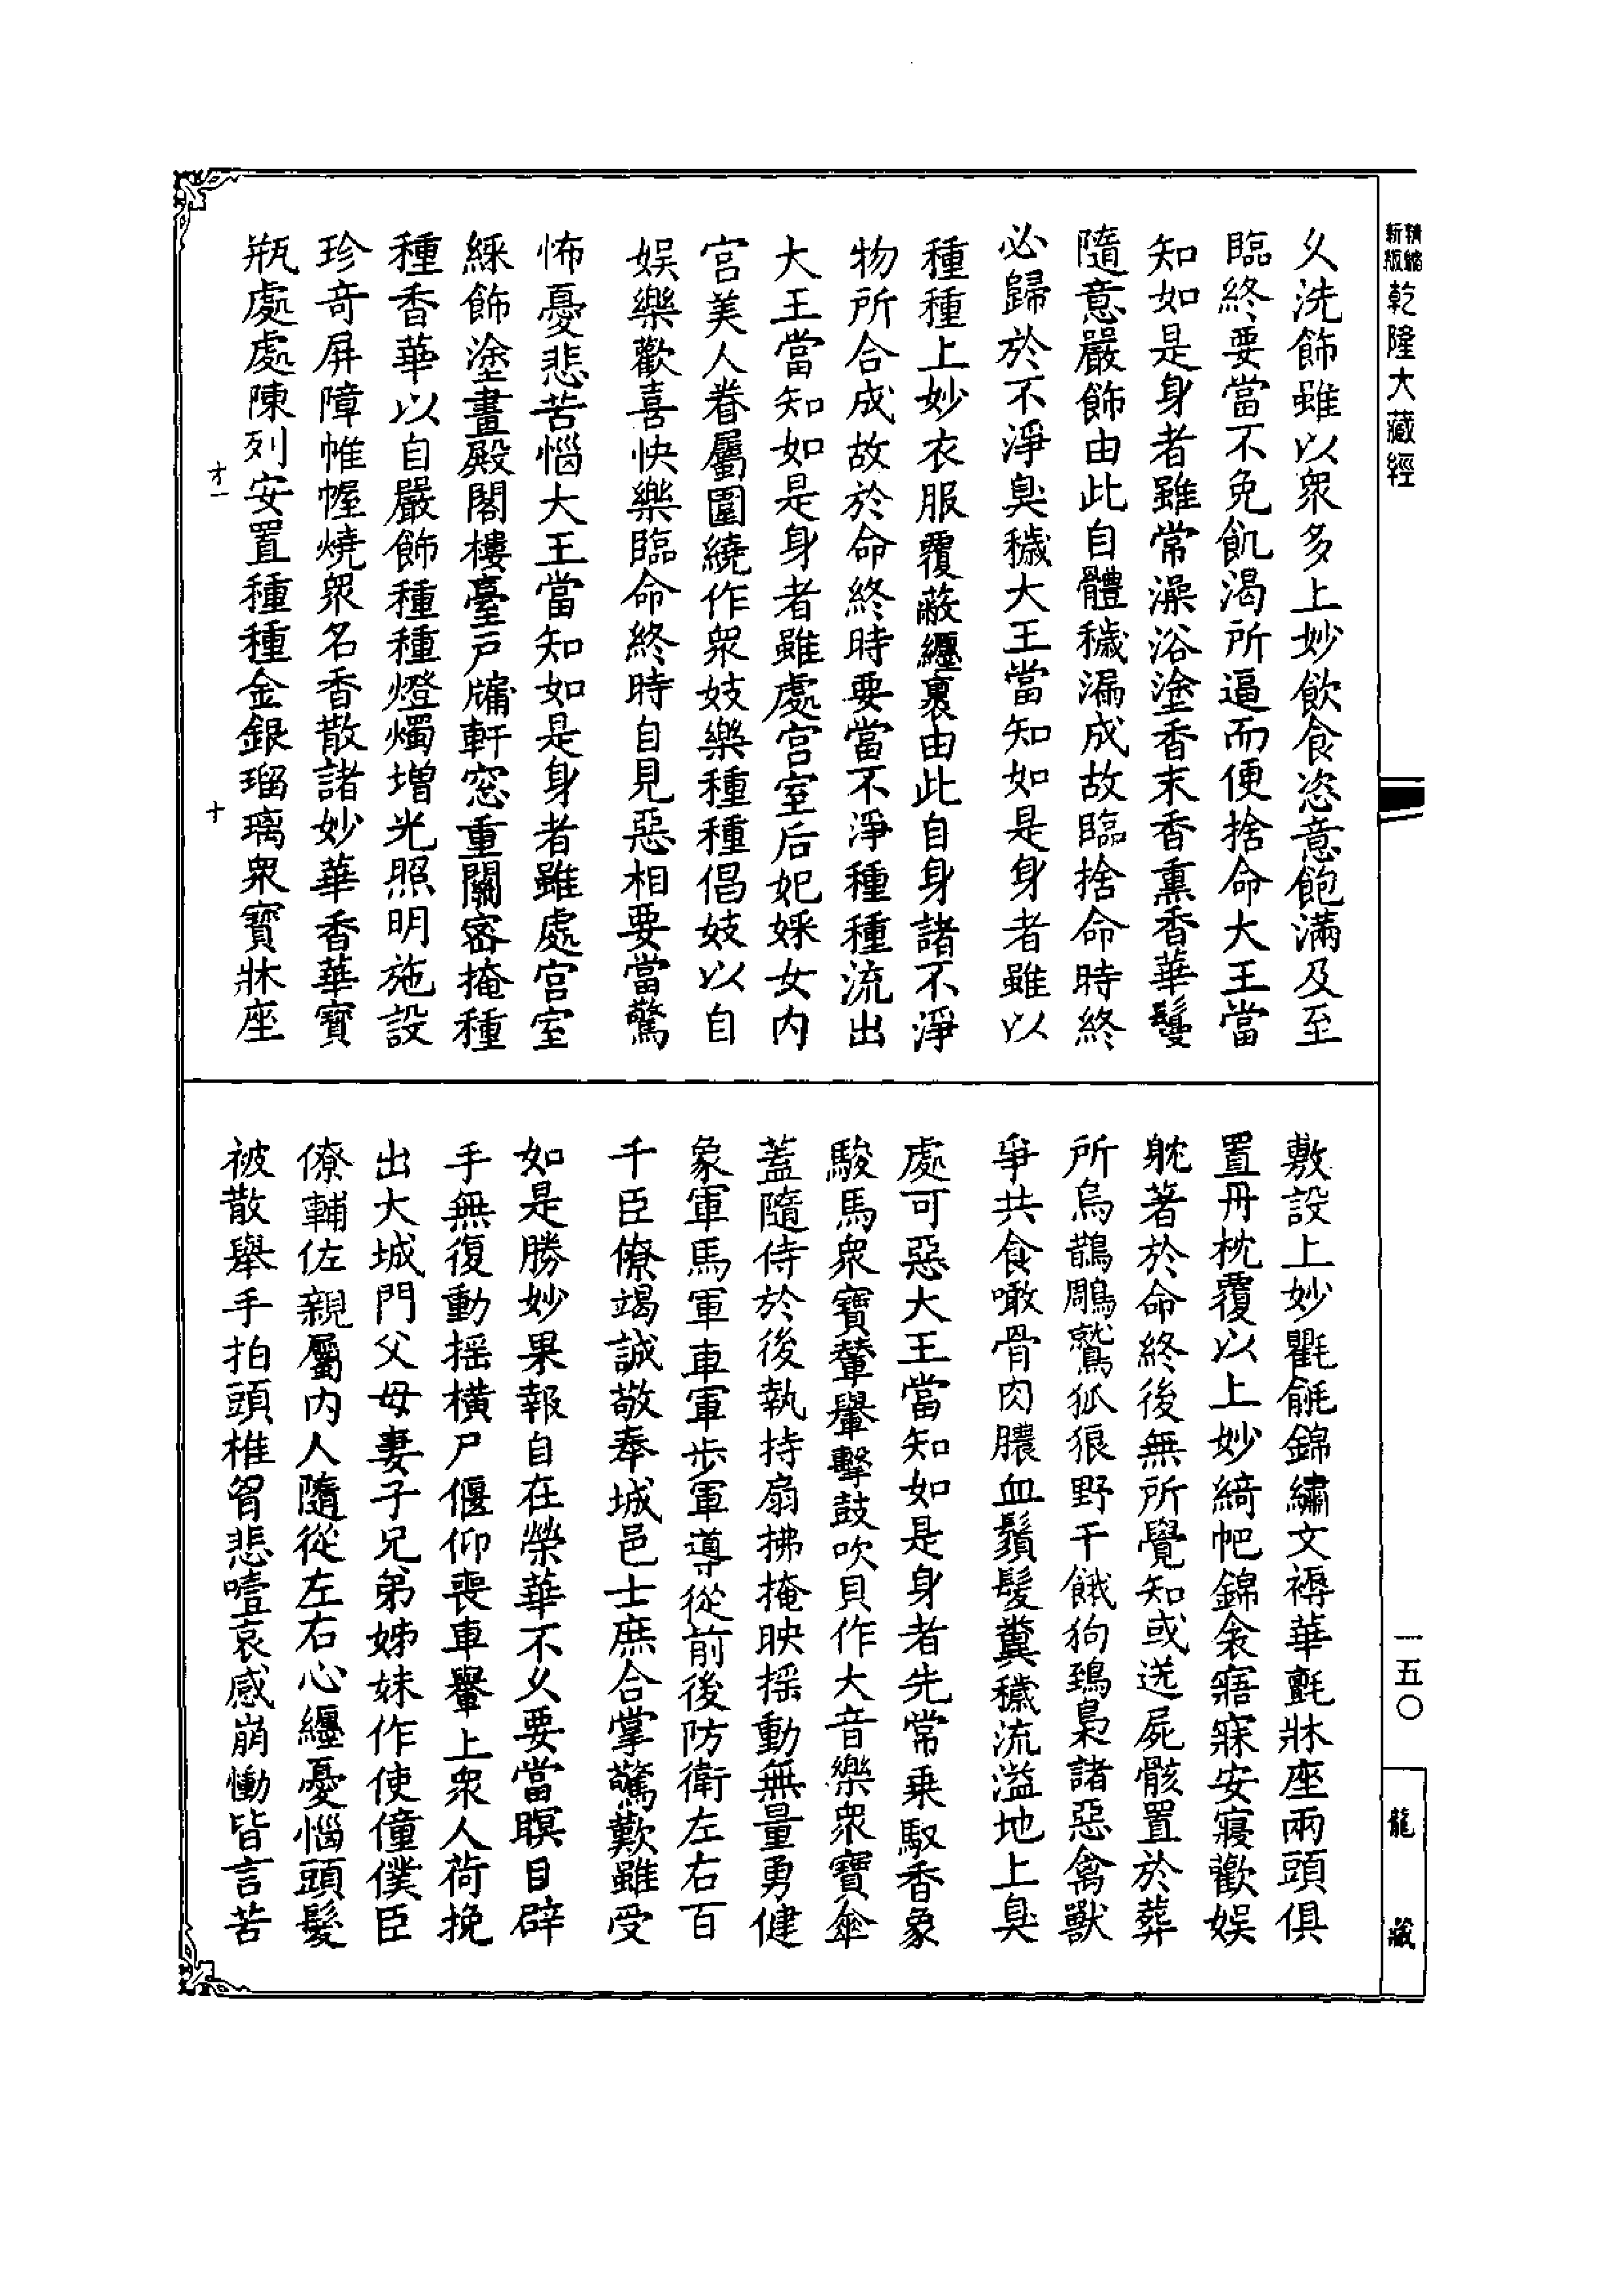 精縮
新版
乾隆大藏經
乆洗飾雖以衆多上妙飲食恣意飽滿及至
臨終要當不免飢渴所逼而便捨命大王當
知如是身者雖常澡浴塗香末香熏香華鬘
隨意嚴飾由此自體穢漏成故臨捨命時終
必歸於不淨臭穢大王當知如是身者雖以
種種上妙衣服覆蔽纒裹由此自身諸不淨
物所合成故於命終時要當不淨種種流出
大王當知如是身者雖處宮室后妃婇女内
宮美人眷屬圍繞作衆妓樂種種倡妓以自
娛樂歡喜快樂臨命終時自見惡相要當驚
怖憂悲苦惱大王當知如是身者雖處宮室
綵飾塗畫殿閣樓臺戸牖軒窓重關密掩種
種香華以自嚴飾種種燈燭增光照明施設
珍奇屏障帷幄燒衆名香散諸妙華香華寶
瓶處處陳列安置種種金銀瑠璃衆寶牀座
才一
十
敷設上妙氍毹錦繡文褥華氈牀座兩頭俱
置丹枕覆以上妙綺帊錦衾寤寐安寢歡娛
躭著於命終後無所覺知或送屍骸置於葬
所烏鵲鵰鷲狐狼野干餓狗鵄梟諸惡禽獸
爭共食噉骨肉膿血鬚髮糞穢流溢地上臭
處可惡大王當知如是身者先常乗馭香象
駿馬衆寶輦轝擊鼓吹貝作大音樂衆寶傘
蓋隨侍於後執持扇拂掩映揺動無量勇健
象軍馬軍車軍歩軍導從前後防衛左右百
千臣僚竭誠敬奉城邑士庶合掌驚歎雖受
如是勝妙果報自在榮華不乆要當瞑目辟
手無復動揺横尸偃仰喪車轝上衆人荷挽
出大城門父母妻子兄弟姊妹作使僮僕臣
僚輔佐親屬内人隨從左右心纒憂惱頭髮
被散舉手拍頭椎胷悲噎哀感崩慟皆言苦
一五〇
龍藏